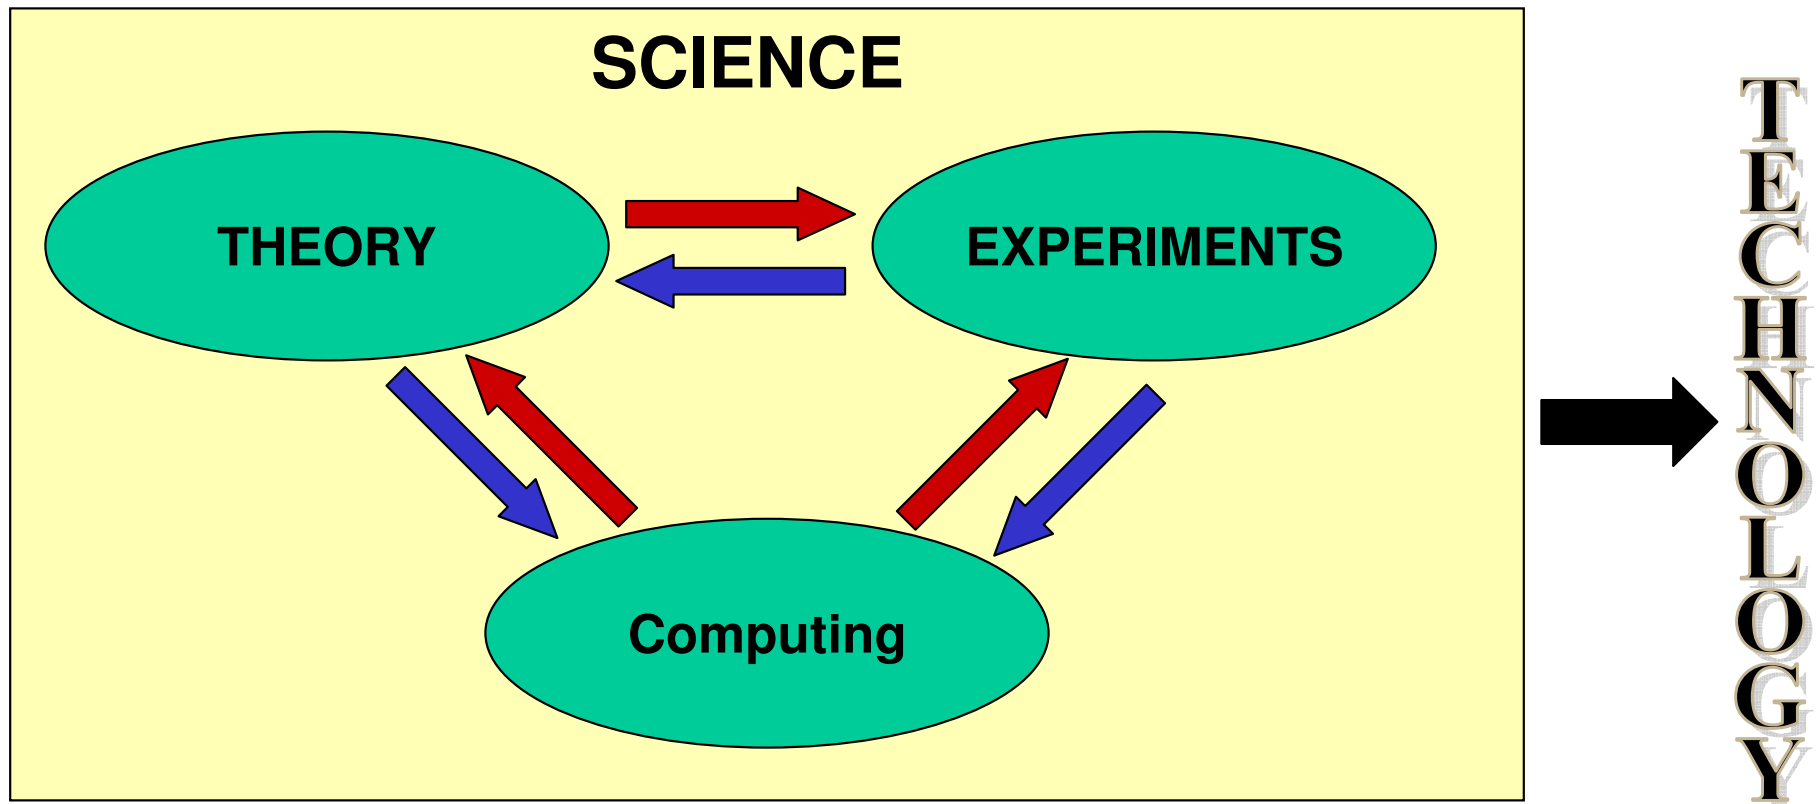 SCIENCE
THEORY
EXPERIMENTS
Computing
TECHNOLOGY